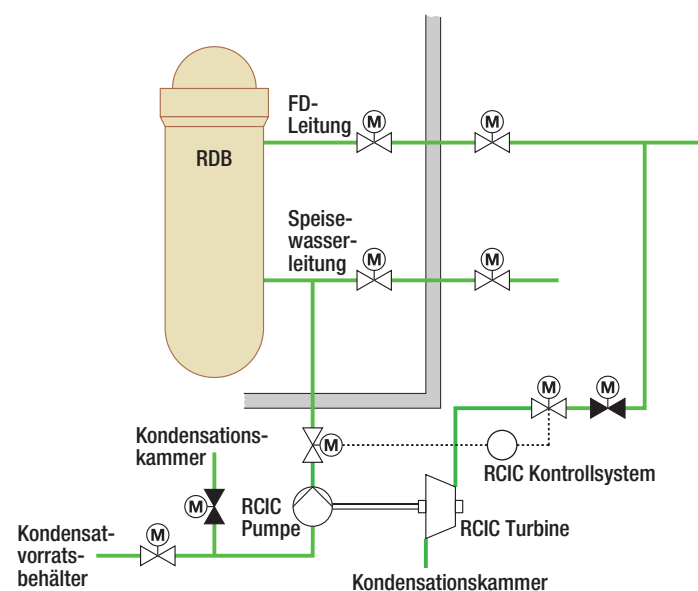 FD-
Leitung
M
M
RDB
Speise-
wasser-
leitung
M
M
M
M
Kondensations-
kammer
M
RCIC Kontrollsystem
M
RCIC
Pumpe
RCIC Turbine
Kondensat-
vorrats-
behälter
M
Kondensationskammer